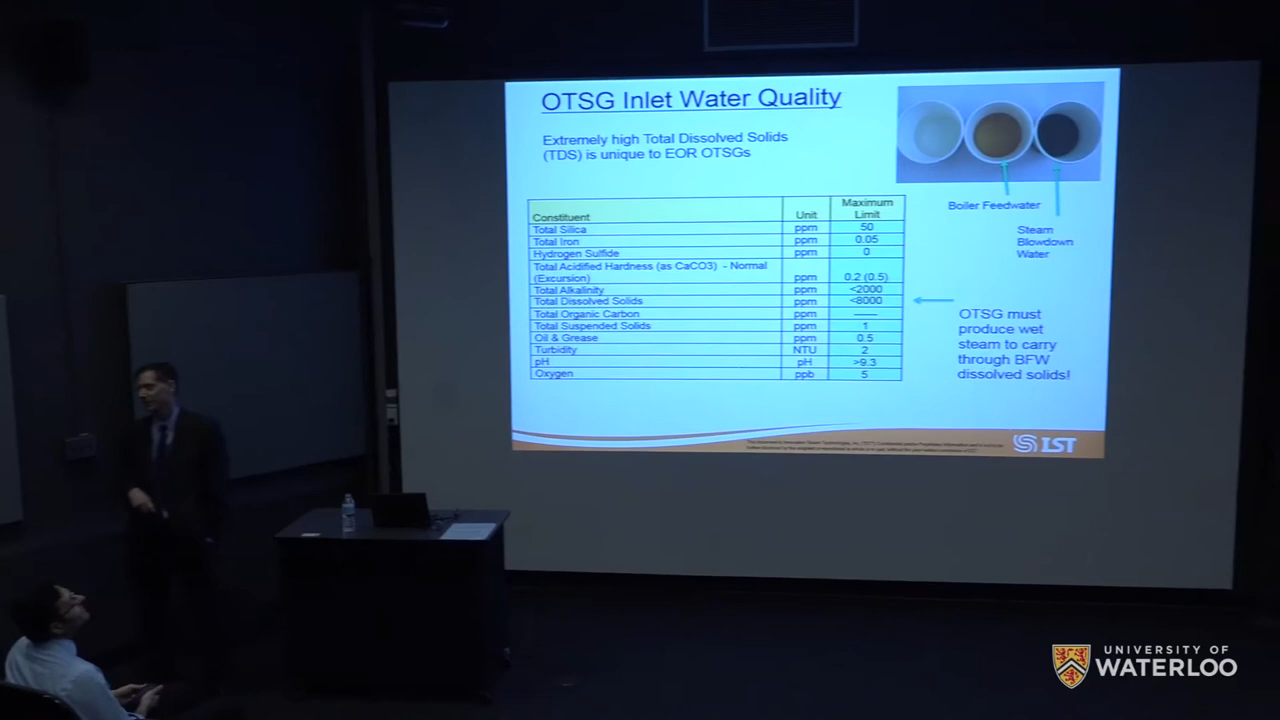 OTSG Inlet Water Quality
Extremely high Total Dissolved Solids
(TDS) is unique to EOR OTSGs
Boiler Feedwater
Steam
Blowdown
Water
Constituent Unit Maximum Limit
Total Silica ppm 50
Total Iron ppm 0.05
Hydrogen Sulfide ppm 0
Total Acidified Hardness (as CaCO3) - Normal
(Excursion) ppm 0.2 (0.5)
Total Alkalinity ppm <2000
Total Dissolved Solids ppm <8000
Total Organic Carbon ppm ——
Total Suspended Solids ppm 1
Oil & Grease ppm 0.5
Turbidity NTU 2
pH pH >9.3
Oxygen ppb 5
OTSG must
produce wet
steam to carry
through BFW
dissolved solids!
IST
UNIVERSITY OF
WATERLOO